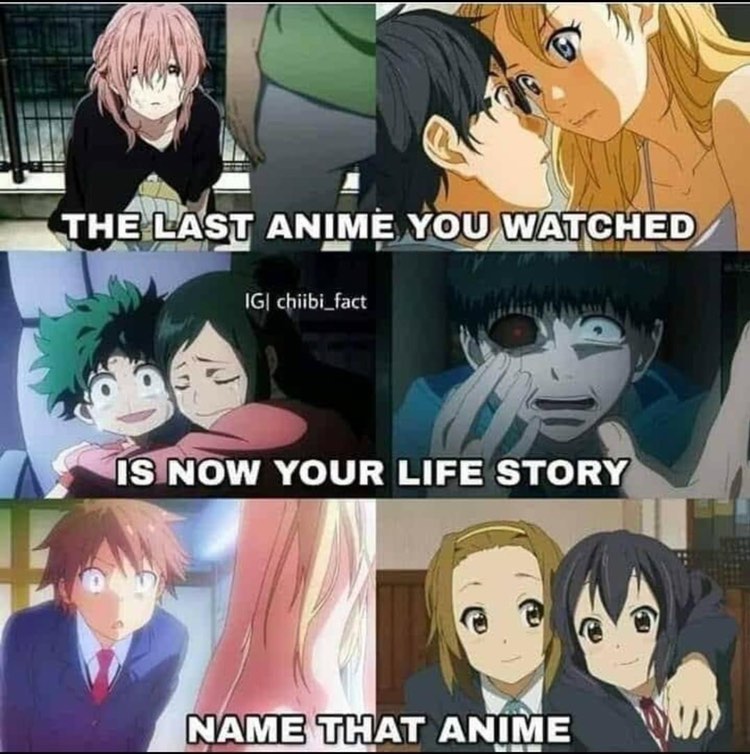 THE LAST ANIME YOU WATCHED
IG| chiibi_fact
IS NOW YOUR LIFE STORY
NAME THAT ANIME